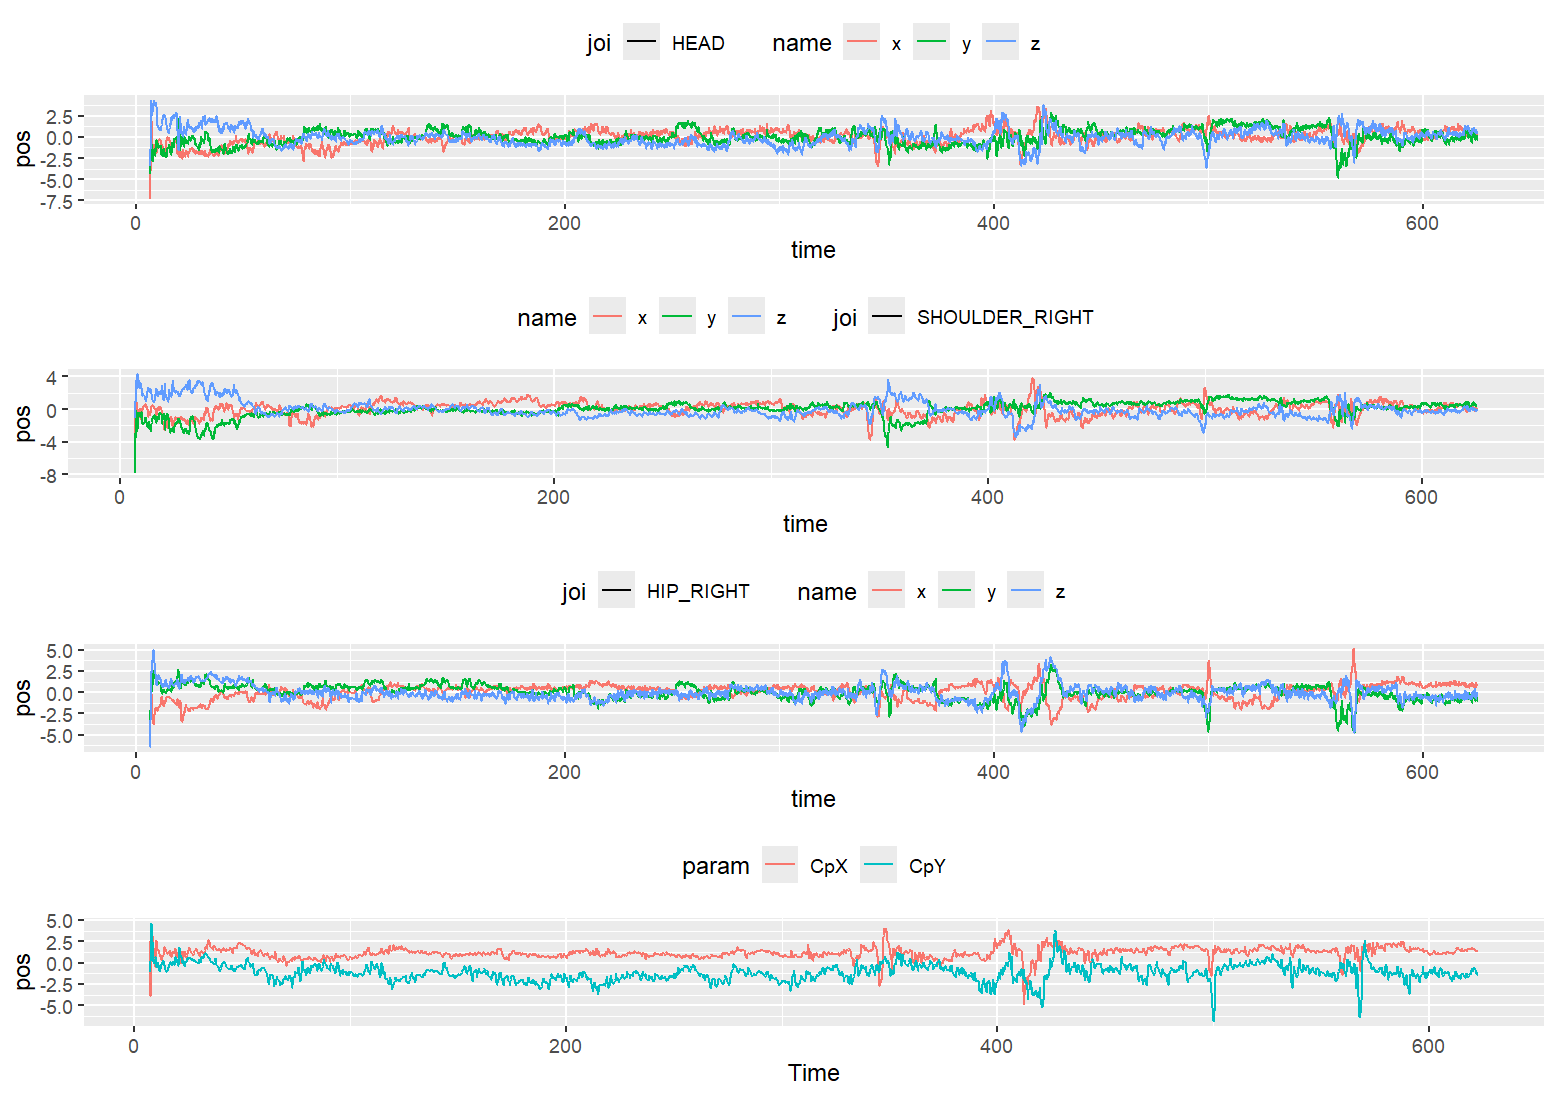 joi HEAD name x y z
2.5
0.0
-2.5
-5.0
-7.5
pos
0 200 400 600
time
name x y z joi SHOULDER_RIGHT
4
0
-4
-8
pos
0 200 400 600
time
joi HIP_RIGHT name x y z
5.0
2.5
0.0
-2.5
-5.0
pos
0 200 400 600
time
param CpX CpY
5.0
2.5
0.0
-2.5
-5.0
pos
0 200 400 600
Time